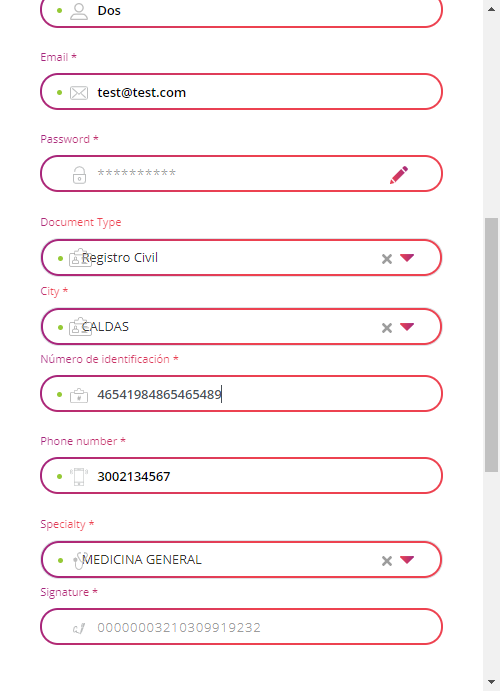 Dos
Email *
test@test.com
Password *
**********
Document Type
Registro Civil
City *
CALDAS
Número de identificación *
46541984865465489
Phone number *
3002134567
Specialty *
MEDICINA GENERAL
Signature *
00000003210309919232